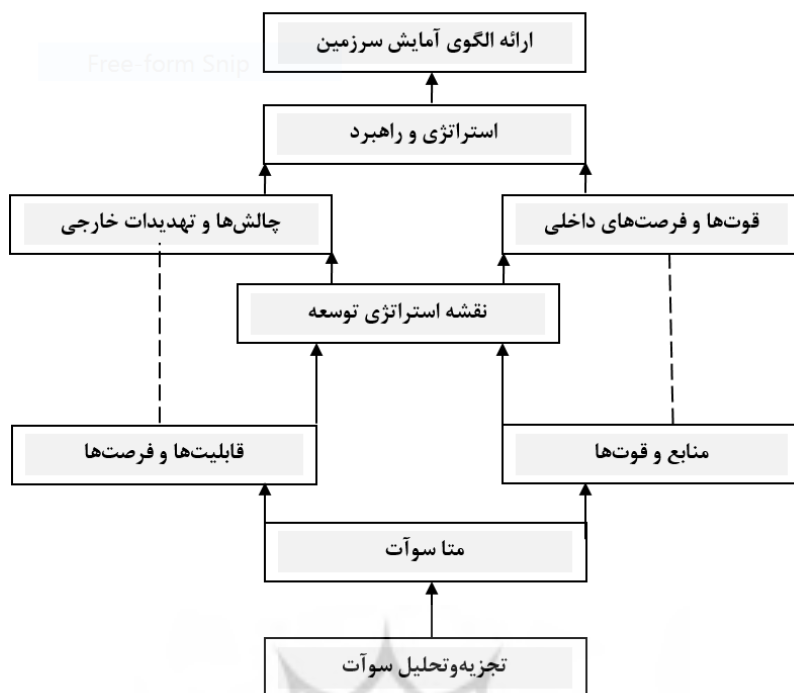 Free-form Snip
ارائه الگوی آمایش سرزمین
استراتژی و راهبرد
قوت‌ها و فرصت‌های داخلی
چالش‌ها و تهدیدات خارجی
نقشه استراتژی توسعه
منابع و قوت‌ها
قابلیت‌ها و فرصت‌ها
متا سوآت
تجزیه‌وتحلیل سوآت